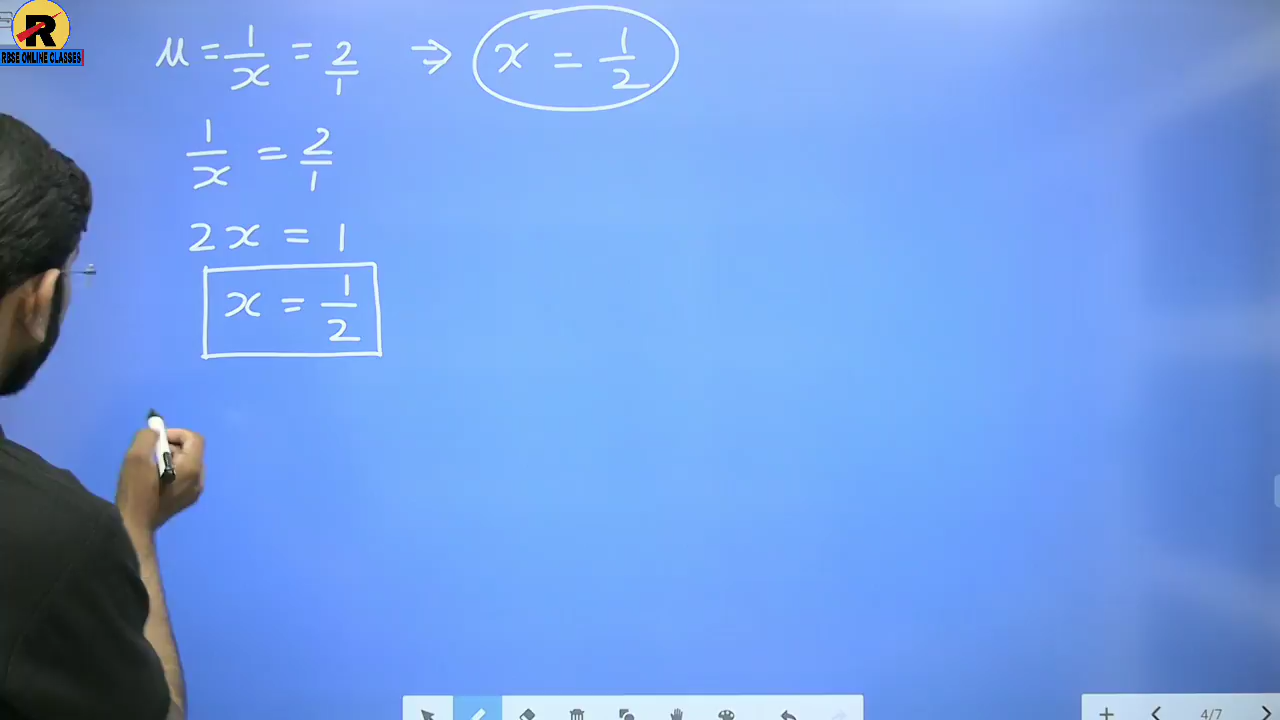 R
RBSE ONLINE CLASSES
u = 1/x = 2/1 ⇒ x = 1/2
1/x = 2/1
2x = 1
x = 1/2
4/7